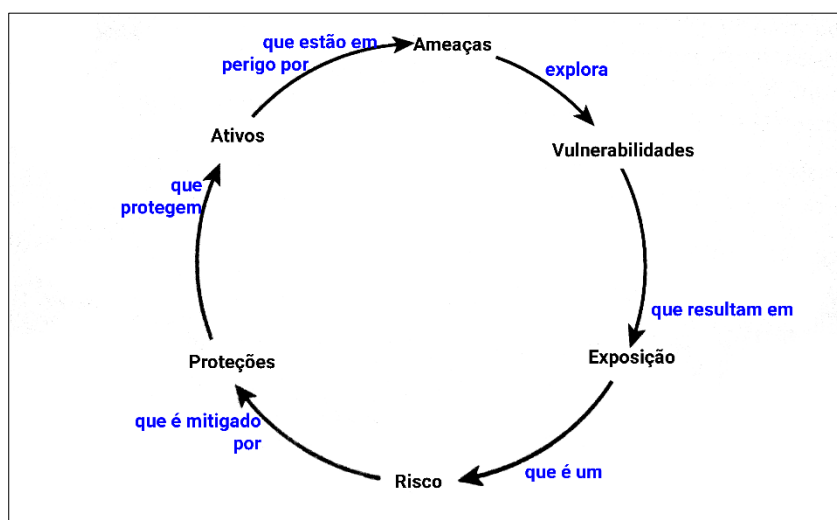 que estão em
perigo por
Ameaças
explora
Ativos
Vulnerabilidades
que
protegem
que resultam em
Exposição
Proteções
que é mitigado
por
que é um
Risco